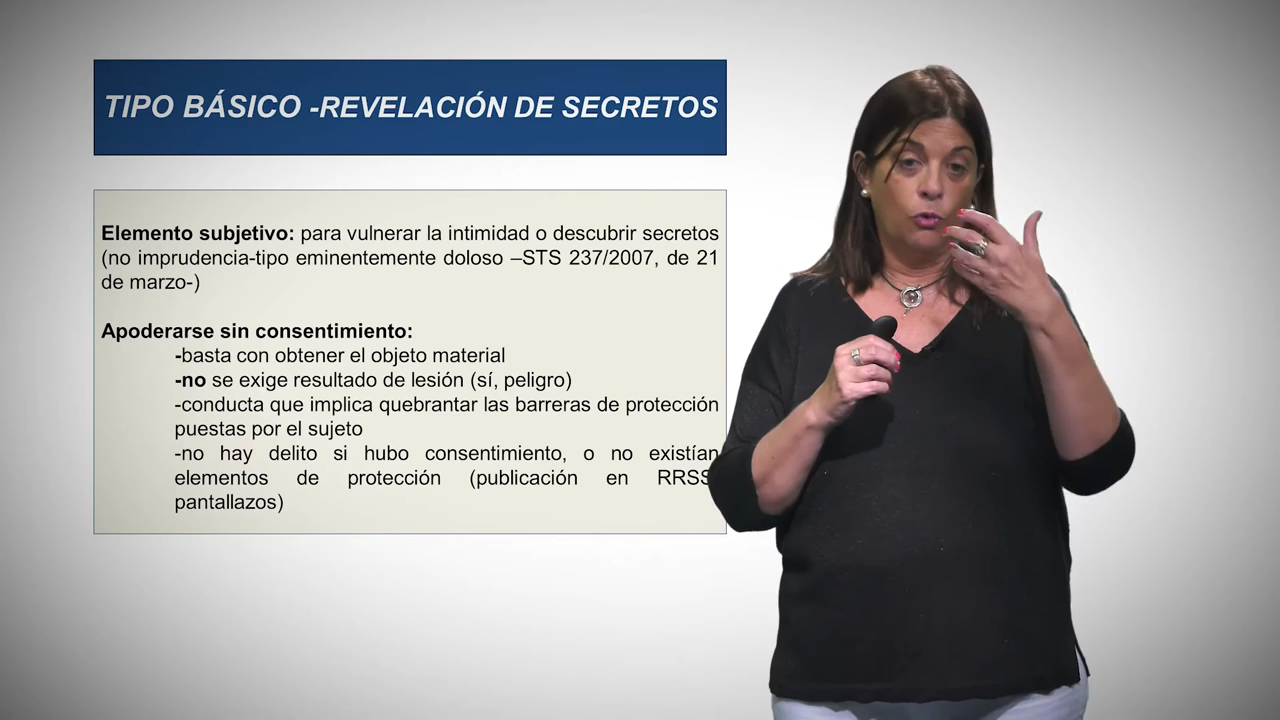 TIPO BÁSICO -REVELACIÓN DE SECRETOS
Elemento subjetivo: para vulnerar la intimidad o descubrir secretos
(no imprudencia-tipo eminentemente doloso –STS 237/2007, de 21
de marzo-)
Apoderarse sin consentimiento:
-basta con obtener el objeto material
-no se exige resultado de lesión (sí, peligro)
-conducta que implica quebrantar las barreras de protección
puestas por el sujeto
-no hay delito si hubo consentimiento, o no existían
elementos de protección (publicación en RRSS
pantallazos)